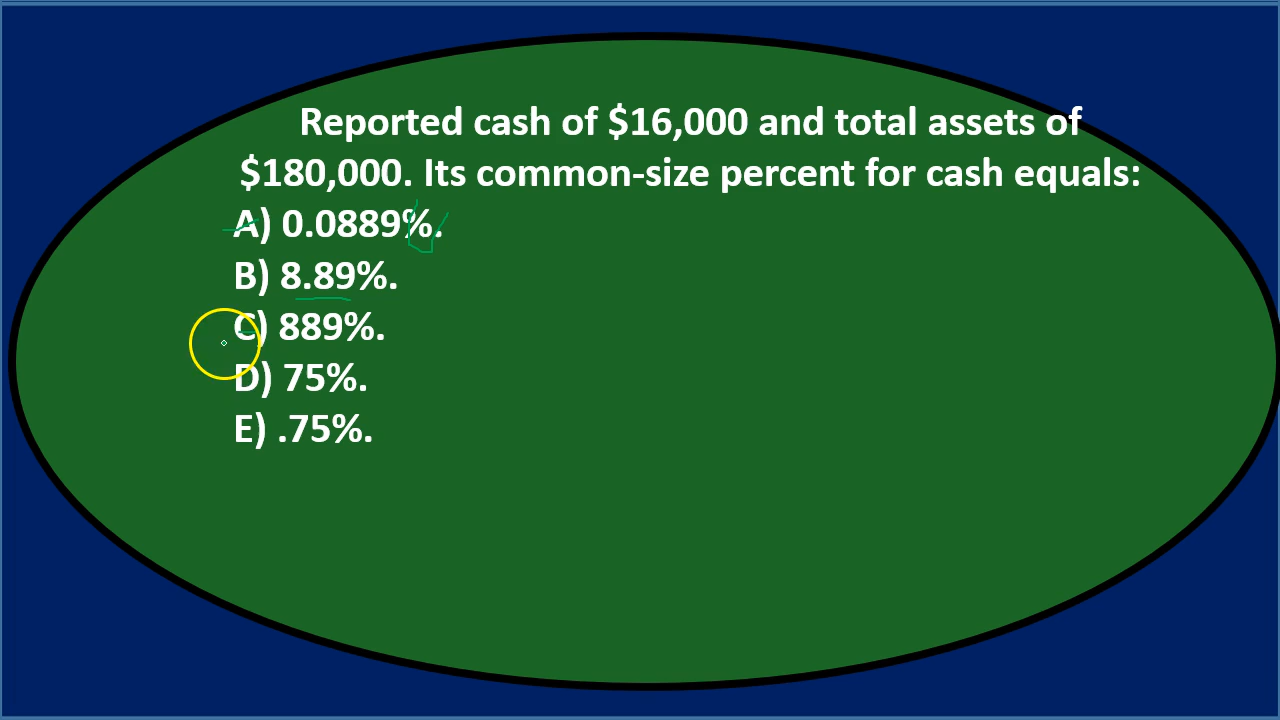 Reported cash of $16,000 and total assets of
$180,000. Its common-size percent for cash equals:
A) 0.0889%.
B) 8.89%.
C) 889%.
D) 75%.
E) .75%.